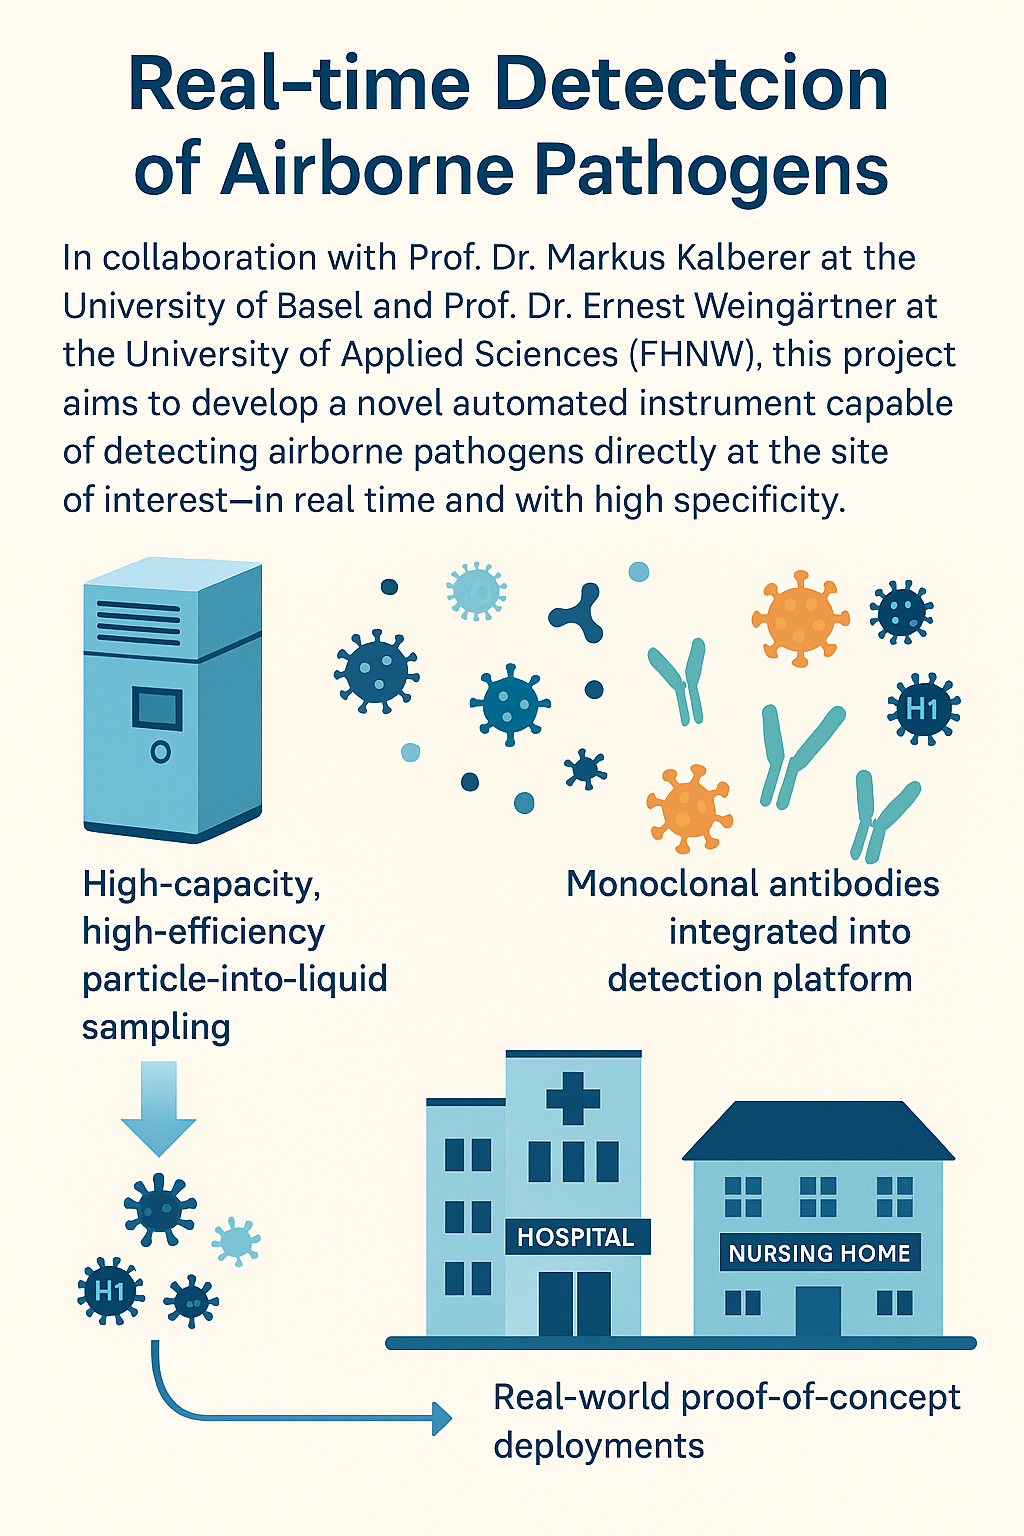 Real-time Detectcion
of Airborne Pathogens
In collaboration with Prof. Dr. Markus Kalberer at the
University of Basel and Prof. Dr. Ernest Weingärtner at
the University of Applied Sciences (FHNW), this project
aims to develop a novel automated instrument capable
of detecting airborne pathogens directly at the site
of interest—in real time and with high specificity.
H1
High-capacity,
high-efficiency
particle-into-liquid
sampling
Monoclonal antibodies
integrated into
detection platform
H1
HOSPITAL
NURSING HOME
Real-world proof-of-concept
deployments